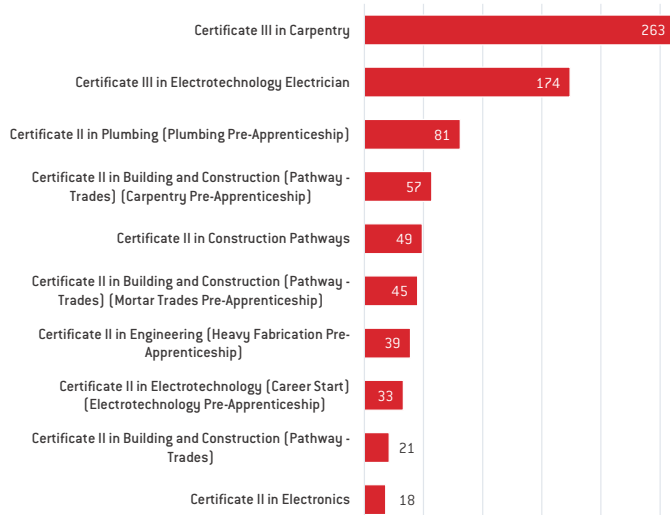 Certificate III in Carpentry
263
Certificate III in Electrotechnology Electrician
174
Certificate II in Plumbing (Plumbing Pre-Apprenticeship)
81
Certificate II in Building and Construction (Pathway -
Trades) (Carpentry Pre-Apprenticeship)
57
Certificate II in Construction Pathways
49
Certificate II in Building and Construction (Pathway -
Trades) (Mortar Trades Pre-Apprenticeship)
45
Certificate II in Engineering (Heavy Fabrication Pre-
Apprenticeship)
39
Certificate II in Electrotechnology (Career Start)
(Electrotechnology Pre-Apprenticeship)
33
Certificate II in Building and Construction (Pathway -
Trades)
21
Certificate II in Electronics
18